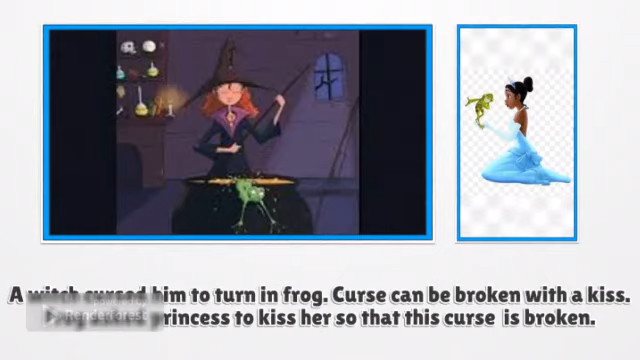 A witch cursed him to turn in frog. Curse can be broken with a kiss.
princess to kiss her so that this curse is broken.
Renderforest